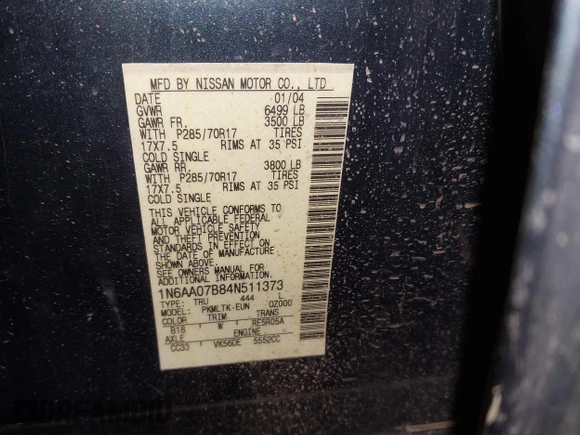 MFD BY NISSAN MOTOR CO., LTD
DATE 01/04
GVWR 6499 LB
GAWR FR. 3500 LB
WITH P285/70R17 TIRES
17X7.5 RIMS AT 35 PSI
COLD SINGLE
GAWR RR. 3800 LB
WITH P285/70R17 TIRES
17X7.5 RIMS AT 35 PSI
COLD SINGLE
THIS VEHICLE CONFORMS TO
ALL APPLICABLE FEDERAL
MOTOR VEHICLE SAFETY
AND THEFT PREVENTION
STANDARDS IN EFFECT ON
THE DATE OF MANUFACTURE
SHOWN ABOVE.
SEE OWNERS MANUAL FOR
ADDITIONAL INFORMATION
1N6AA07B84N511373
TYPE: TRU 444
MODEL: PKMLTK-EUN 0Z000
COLOR TRIM TRANS
B18 W RE5R05A
AXLE ENGINE
CC33 VK56DE 5552CC